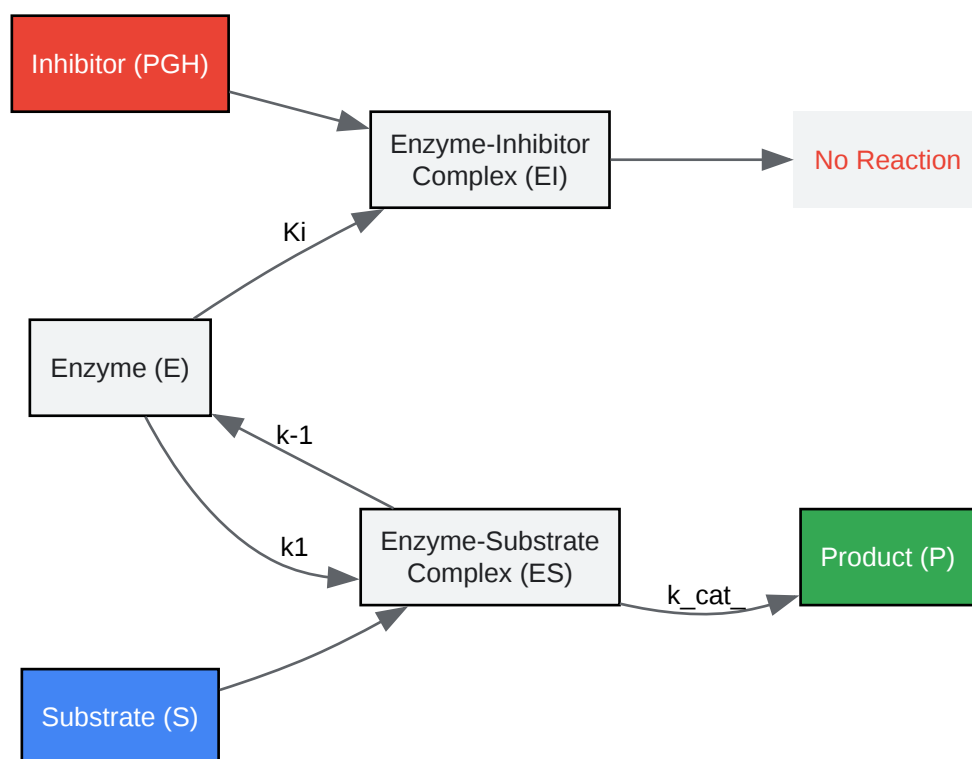 Inhibitor (PGH)
Enzyme-Inhibitor
Complex (EI)
No Reaction
Ki
Enzyme (E)
k-1
k1
Enzyme-Substrate
Complex (ES)
k_cat_
Product (P)
Substrate (S)